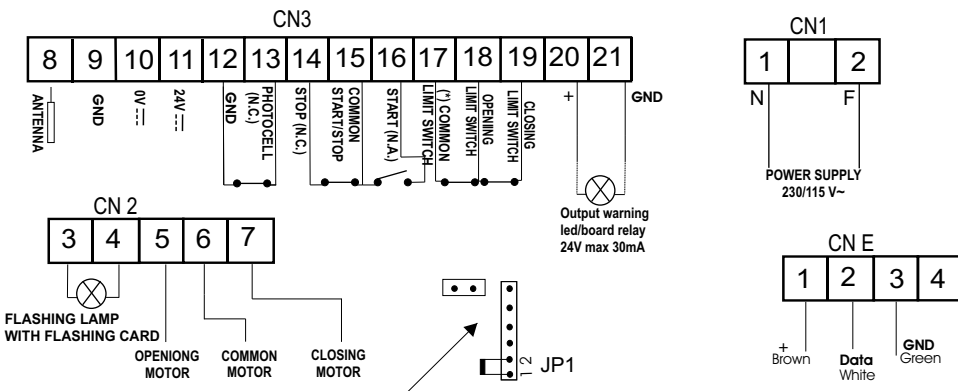 CN3
8 9 10 11 12 13 14 15 16 17 18 19 20 21
ANTENNA
GND
0V
24V
GND
PHOTOCELL
(N.C.)
STOP (N.C.)
COMMON
START/STOP
START (N.A.)
(*) COMMON
LIMIT SWITCH
OPENIING
LIMIT SWITCH
CLOSING
LIMIT SWITCH
+
GND
Output warning
led/board relay
24V max 30mA
CN1
1 2
N F
POWER SUPPLY
230/115 V~
CN 2
3 4 5 6 7
FLASHING LAMP
WITH FLASHING CARD
OPENIONG
MOTOR
COMMON
MOTOR
CLOSING
MOTOR
1 2
JP1
CN E
1 2 3 4
+
Brown
Data
White
GND
Green